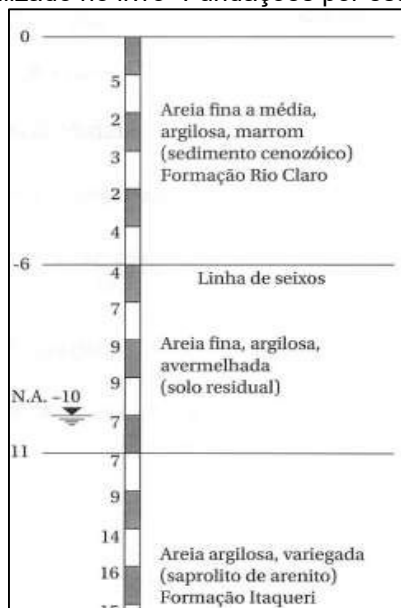 0
5
Areia fina a média,
2
argilosa, marrom
3
(sedimento cenozóico)
Formação Rio Claro
2
4
-6
4
Linha de seixos
7
9
Areia fina, argilosa,
avermelhada
9
(solo residual)
N.A. -10
7
11
7
9
14
Areia argilosa, variegada
16
(saprolito de arenito)
Formação Itaqueri